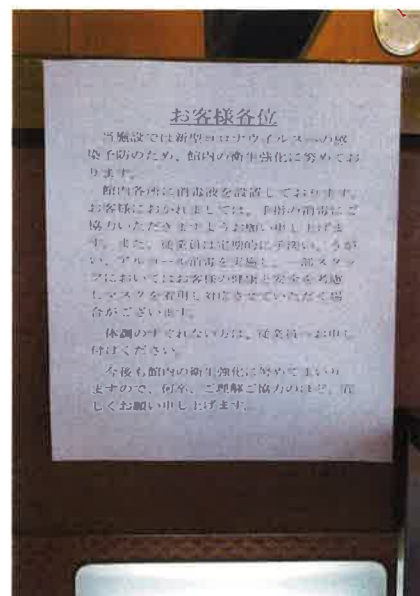 お客様各位
当施設では新型コロナウイルスへの感
染予防のため、館内の衛生強化に努めてお
ります。
館内各所に消毒液を設置しております。
お客様におかれましては、手指の消毒にご
協力いただきますようお願い申し上げま
す。また、従業員は定期的に手洗い、うが
い、アルコール消毒を実施し、一部スタッ
フにおいてはお客様の健康と安全を考慮
しマスクを着用し対応させていただく場
合がございます。
体調のすぐれない方は、従業員へお申し
付けください。
今後も館内の衛生強化に努めてまいり
ますので、何卒、ご理解ご協力のほど、宜
しくお願い申し上げます。